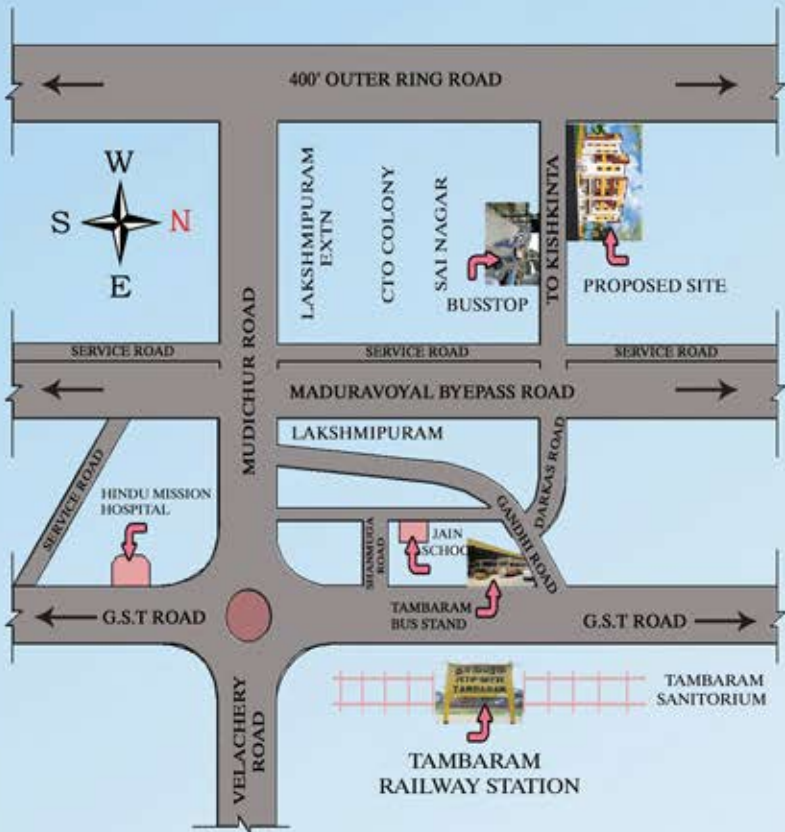 400' OUTER RING ROAD
W
S
N
E
LAKSHMIPURAM
EXTN
CTO COLONY
SAI NAGAR
BUSSTOP
TO KISHKINTA
PROPOSED SITE
MUDICHUR ROAD
SERVICE ROAD
SERVICE ROAD
SERVICE ROAD
MADURAVOYAL BYEPASS ROAD
LAKSHMIPURAM
SERVICE ROAD
HINDU MISSION
HOSPITAL
DARKAS ROAD
GANDHI ROAD
SHANMUGA
ROAD
JAIN
SCHOO
G.S.T ROAD
TAMBARAM
BUS STAND
G.S.T ROAD
VELACHERY
ROAD
TAMBARAM
TAMBARAM
SANITORIUM
TAMBARAM
RAILWAY STATION